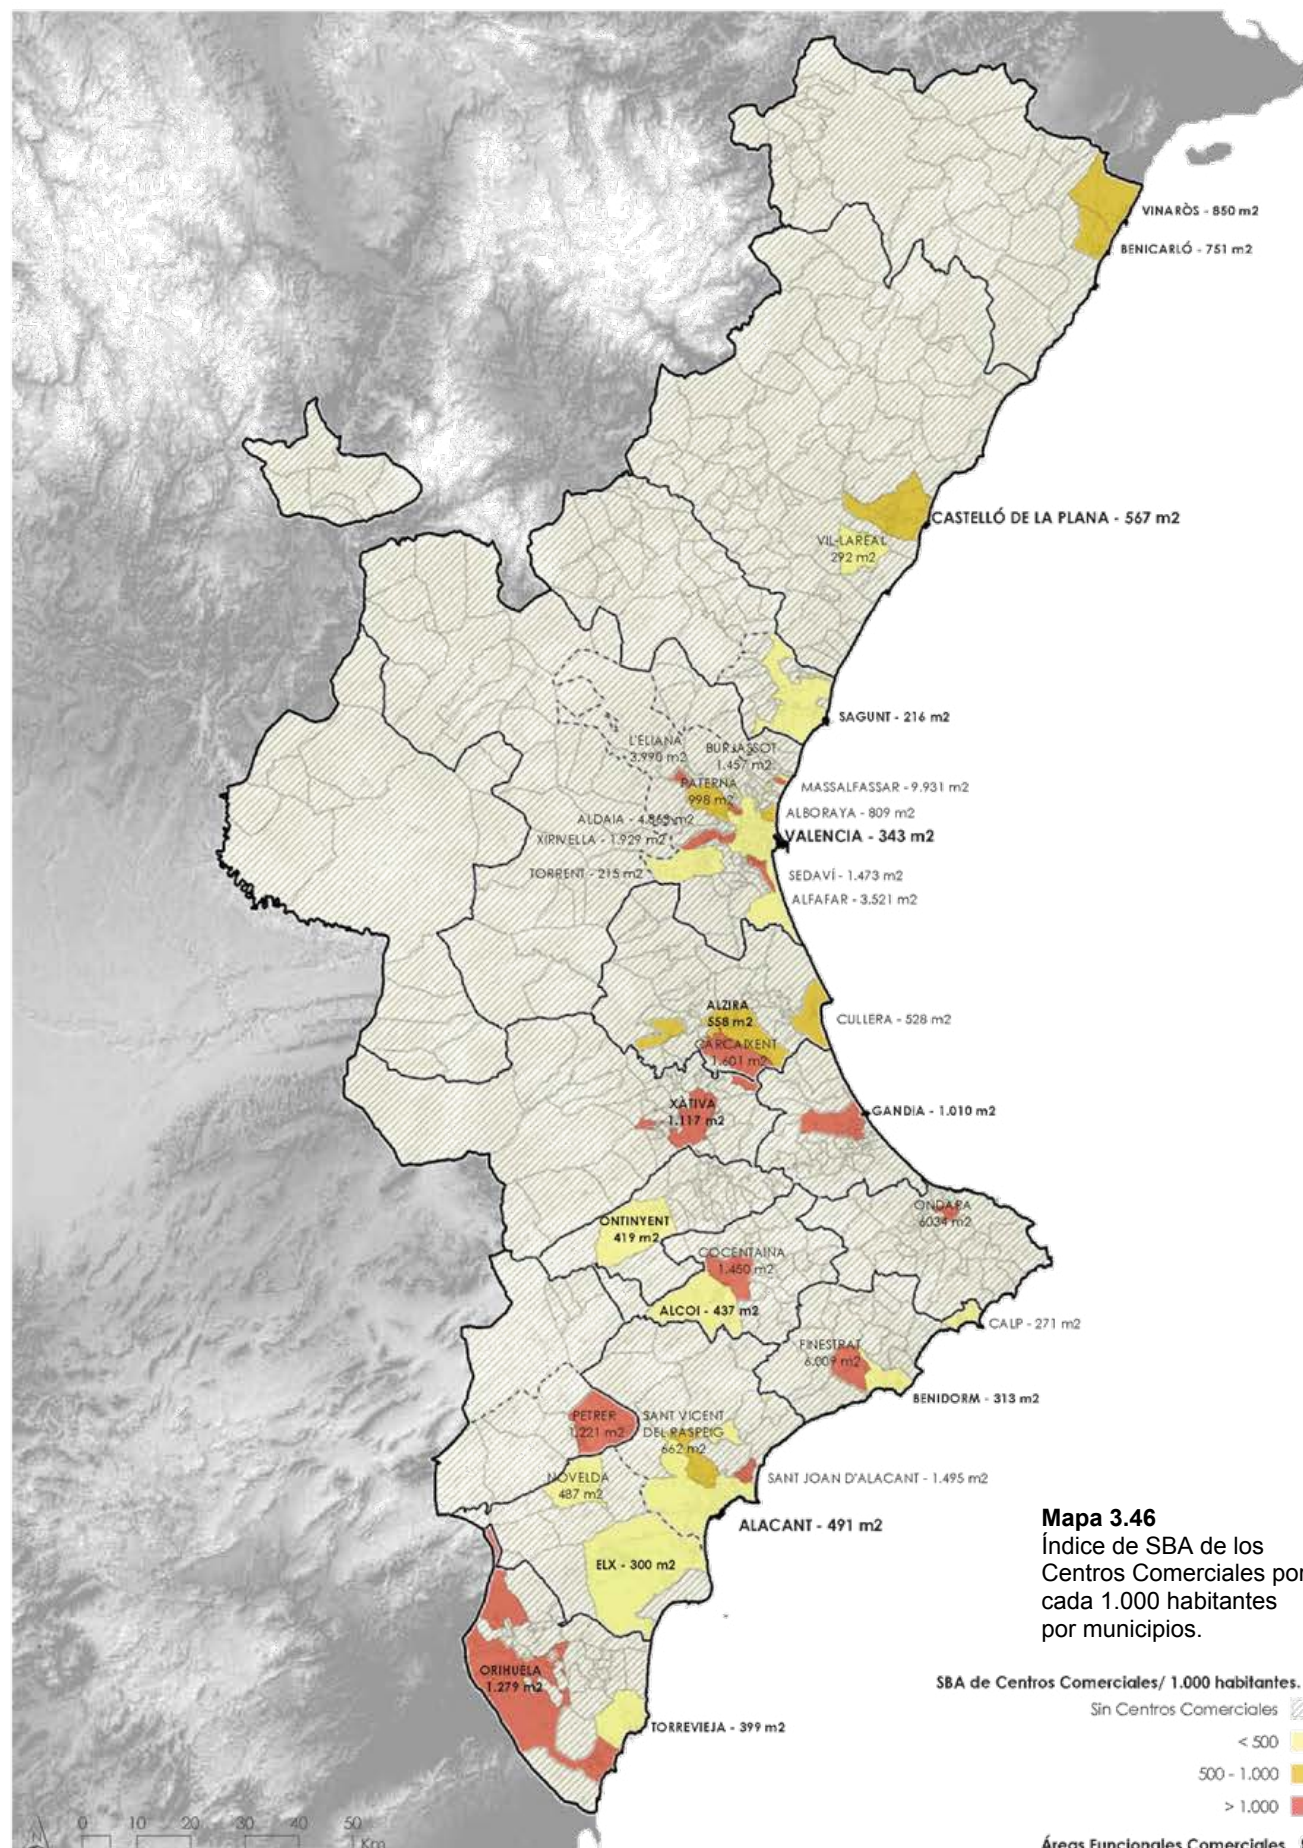 VINARÒS - 850 m2
BENICARLÓ - 751 m2
CASTELLÓ DE LA PLANA - 567 m2
VIL-LAREAL
292 m2
SAGUNT - 216 m2
L'ELIANA
3.990 m2
BURJASSOT
1.457 m2
PATERNA
998 m2
MASSALFASSAR - 9.931 m2
ALBORAYA - 809 m2
ALDAIA - 4.863 m2
VALENCIA - 343 m2
XIRIVELLA - 1.929 m2
TORRENT - 215 m2
SEDAVÍ - 1.473 m2
ALFAFAR - 3.521 m2
ALZIRA
558 m2
CULLERA - 528 m2
CARCAIXENT
1.601 m2
XÀTIVA
1.117 m2
GANDIA - 1.010 m2
ONDARA
6034 m2
ONTINYENT
419 m2
COCENTAINA
1.450 m2
ALCOI - 437 m2
CALP - 271 m2
FINESTRAT
6.009 m2
BENIDORM - 313 m2
PETRER
1.221 m2
SANT VICENT
DEL RASPEIG
662 m2
NOVELDA
487 m2
SANT JOAN D'ALACANT - 1.495 m2
ALACANT - 491 m2
ELX - 300 m2
ORIHUELA
1.279 m2
TORREVIEJA - 399 m2
Mapa 3.46
Índice de SBA de los
Centros Comerciales por
cada 1.000 habitantes
por municipios.
SBA de Centros Comerciales/ 1.000 habitantes.
Sin Centros Comerciales
< 500
500 - 1.000
> 1.000
Áreas Funcionales Comerciales
0 10 20 30 40 50
Km